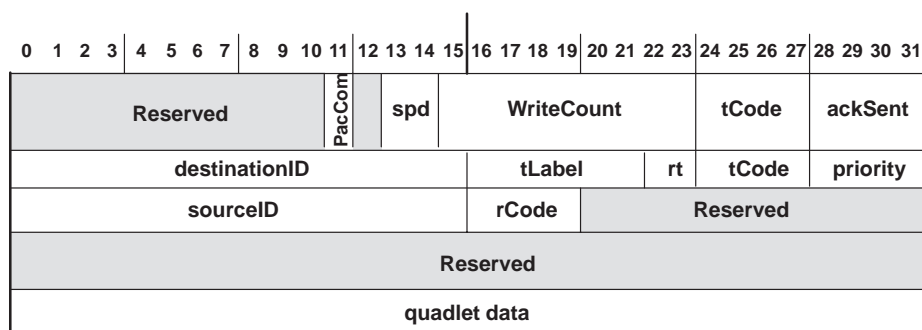 0 1 2 3 4 5 6 7 8 9 10 11 12 13 14 15 16 17 18 19 20 21 22 23 24 25 26 27 28 29 30 31
Reserved PacCom spd WriteCount tCode ackSent
destinationID tLabel rt tCode priority
sourceID rCode Reserved
Reserved
quadlet data